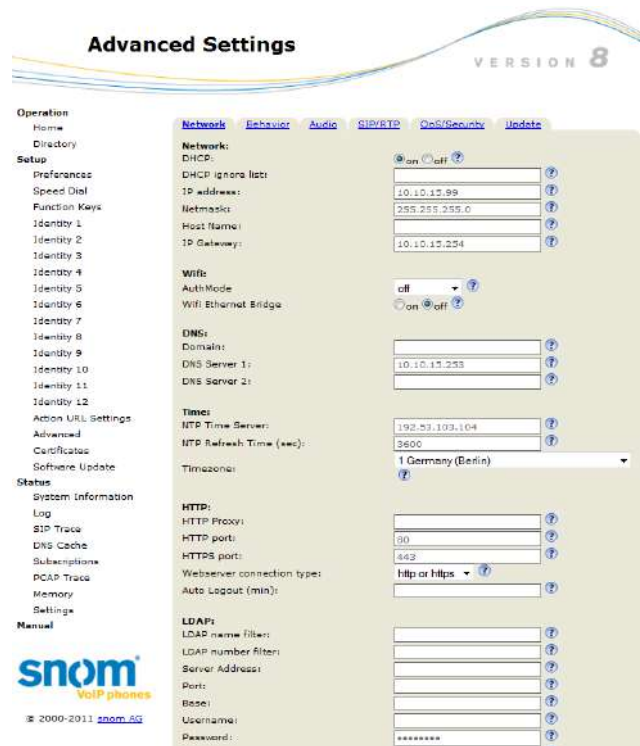 Advanced Settings
VERSION 8
Operation
Home
Directory
Setup
Preferences
Speed Dial
Function Keys
Identity 1
Identity 2
Identity 3
Identity 4
Identity 5
Identity 6
Identity 7
Identity 8
Identity 9
Identity 10
Identity 11
Identity 12
Action URL Settings
Advanced
Certificates
Software Update
Status
System Information
Log
SIP Trace
DNS Cache
Subscriptions
PCAP Trace
Memory
Settings
Manual
snom
VoIP phones
© 2000-2011 snom AG
Network Behavior Audio SIP/RTP QoS/Security Update
Network:
DHCP: on off ?
DHCP ignore list: ?
IP address: 10.10.15.99 ?
Netmask: 255.255.255.0 ?
Host Name: ?
IP Gateway: 10.10.15.254 ?
Wifi:
AuthMode off ?
Wifi Ethernet Bridge on off ?
DNS:
Domain: ?
DNS Server 1: 10.10.15.253 ?
DNS Server 2: ?
Time:
NTP Time Server: 192.53.103.104 ?
NTP Refresh Time (sec): 3600 ?
Timezone: 1 Germany (Berlin)
?
HTTP:
HTTP Proxy: ?
HTTP port: 80 ?
HTTPS port: 443 ?
Webserver connection type: http or https ?
Auto Logout (min): ?
LDAP:
LDAP name filter: ?
LDAP number filter: ?
Server Address: ?
Port: ?
Base: ?
Username: ?
Password: ******** ?